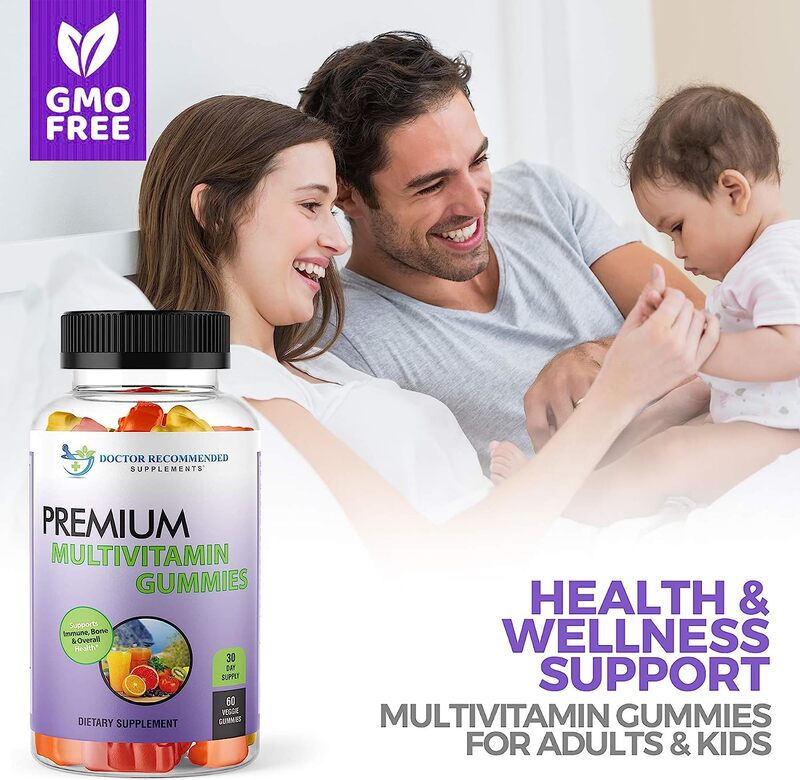 GMO
FREE
DOCTOR RECOMMENDED
SUPPLEMENTS
PREMIUM
MULTIVITAMIN
GUMMIES
Supports
Immune, Bone
& Overall
Health*
30
DAY
SUPPLY
60
VEGGIE
GUMMIES
DIETARY SUPPLEMENT
HEALTH &
WELLNESS
SUPPORT
MULTIVITAMIN GUMMIES
FOR ADULTS & KIDS